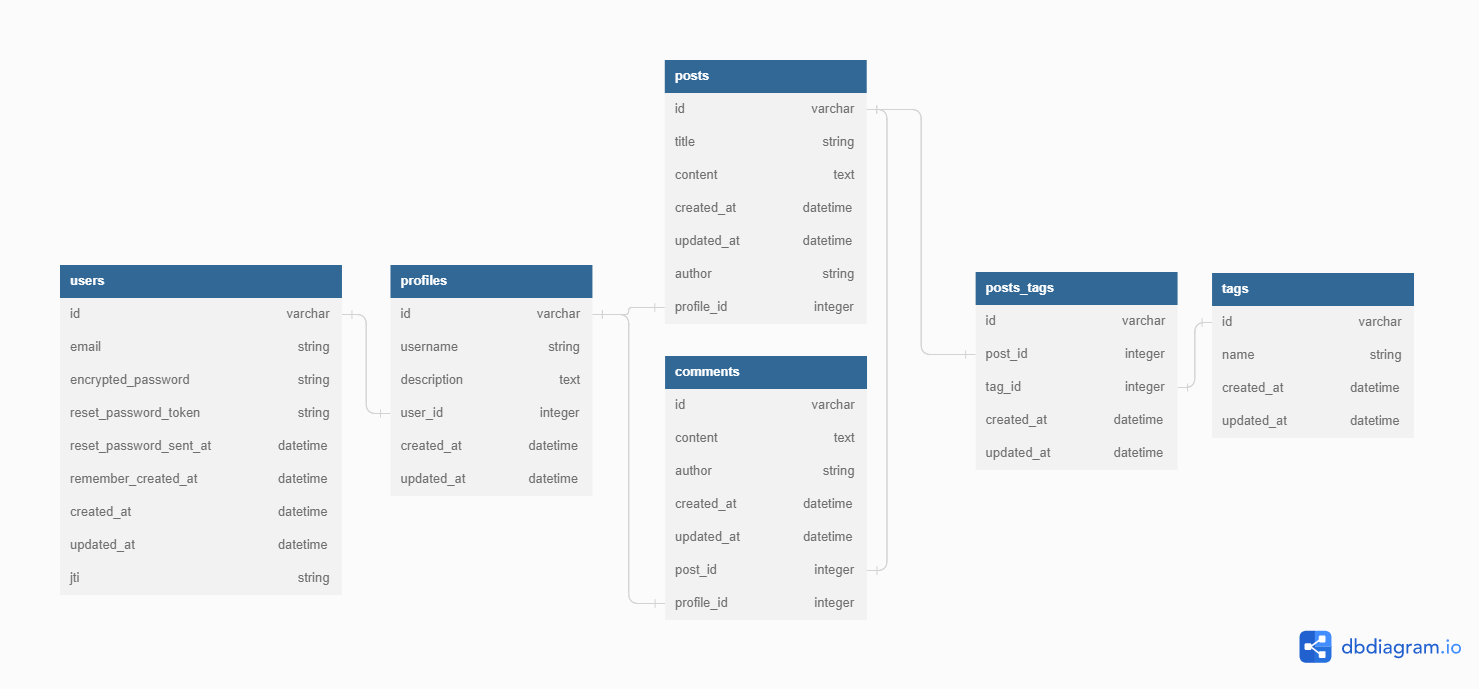 posts
id varchar
title string
content text
created_at datetime
updated_at datetime
author string
profile_id integer
users
id varchar
email string
encrypted_password string
reset_password_token string
reset_password_sent_at datetime
remember_created_at datetime
created_at datetime
updated_at datetime
jti string
profiles
id varchar
username string
description text
user_id integer
created_at datetime
updated_at datetime
comments
id varchar
content text
author string
created_at datetime
updated_at datetime
post_id integer
profile_id integer
posts_tags
id varchar
post_id integer
tag_id integer
created_at datetime
updated_at datetime
tags
id varchar
name string
created_at datetime
updated_at datetime
dbdiagram.io